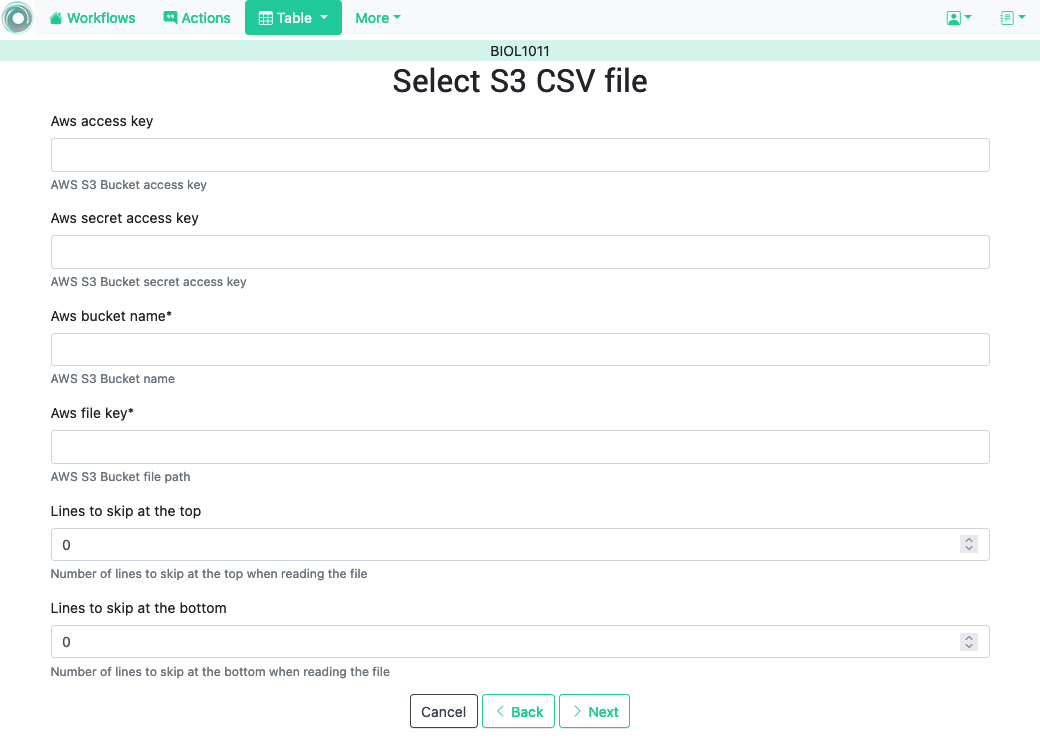 Workflows Actions Table More
BIOL1011
Select S3 CSV file
Aws access key
AWS S3 Bucket access key
Aws secret access key
AWS S3 Bucket secret access key
Aws bucket name*
AWS S3 Bucket name
Aws file key*
AWS S3 Bucket file path
Lines to skip at the top
0
Number of lines to skip at the top when reading the file
Lines to skip at the bottom
0
Number of lines to skip at the bottom when reading the file
Cancel Back Next